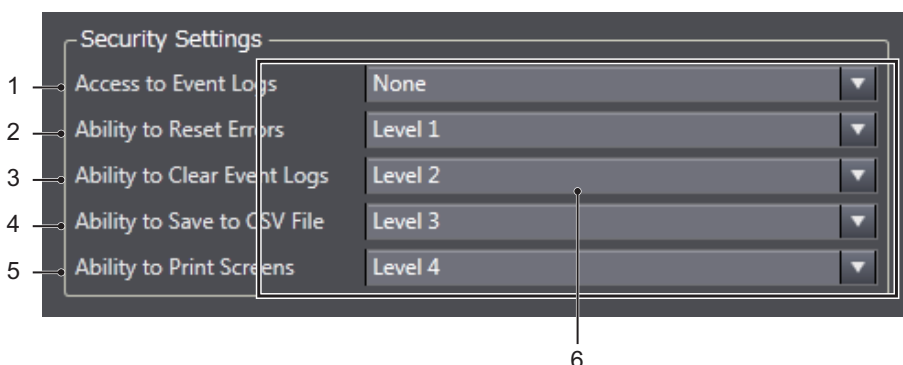 Security Settings
1 Access to Event Logs None
2 Ability to Reset Errors Level 1
3 Ability to Clear Event Logs Level 2
4 Ability to Save to CSV File Level 3
5 Ability to Print Screens Level 4
6